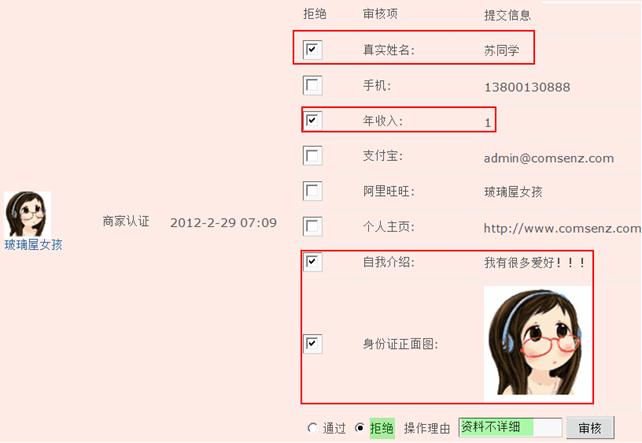 拒绝 审核项 提交信息
真实姓名: 苏同学
手机: 13800130888
年收入: 1
支付宝: admin@comsenz.com
阿里旺旺: 玻璃屋女孩
商家认证 2012-2-29 07:09
个人主页: http://www.comsenz.com
玻璃屋女孩
自我介绍: 我有很多爱好!!!
身份证正面图:
通过 拒绝 操作理由 资料不详细 审核